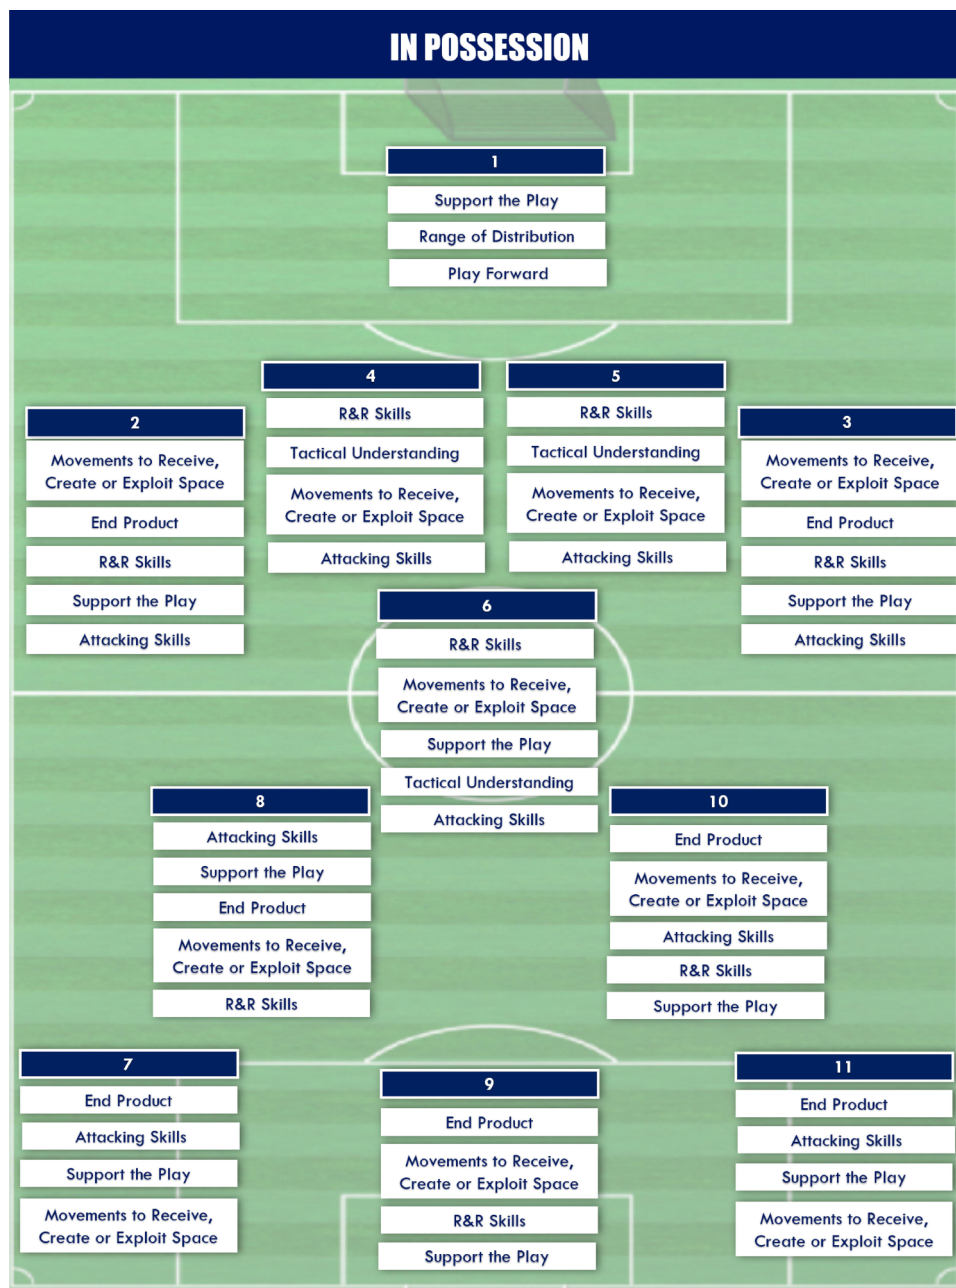 IN POSSESSION
1
Support the Play
Range of Distribution
Play Forward
4
R&R Skills
Tactical Understanding
Movements to Receive,
Create or Exploit Space
Attacking Skills
5
R&R Skills
Tactical Understanding
Movements to Receive,
Create or Exploit Space
Attacking Skills
2
Movements to Receive,
Create or Exploit Space
End Product
R&R Skills
Support the Play
Attacking Skills
3
Movements to Receive,
Create or Exploit Space
End Product
R&R Skills
Support the Play
Attacking Skills
6
R&R Skills
Movements to Receive,
Create or Exploit Space
Support the Play
Tactical Understanding
Attacking Skills
8
Attacking Skills
Support the Play
End Product
Movements to Receive,
Create or Exploit Space
R&R Skills
10
End Product
Movements to Receive,
Create or Exploit Space
Attacking Skills
R&R Skills
Support the Play
7
End Product
Attacking Skills
Support the Play
Movements to Receive,
Create or Exploit Space
9
End Product
Movements to Receive,
Create or Exploit Space
R&R Skills
Support the Play
11
End Product
Attacking Skills
Support the Play
Movements to Receive,
Create or Exploit Space